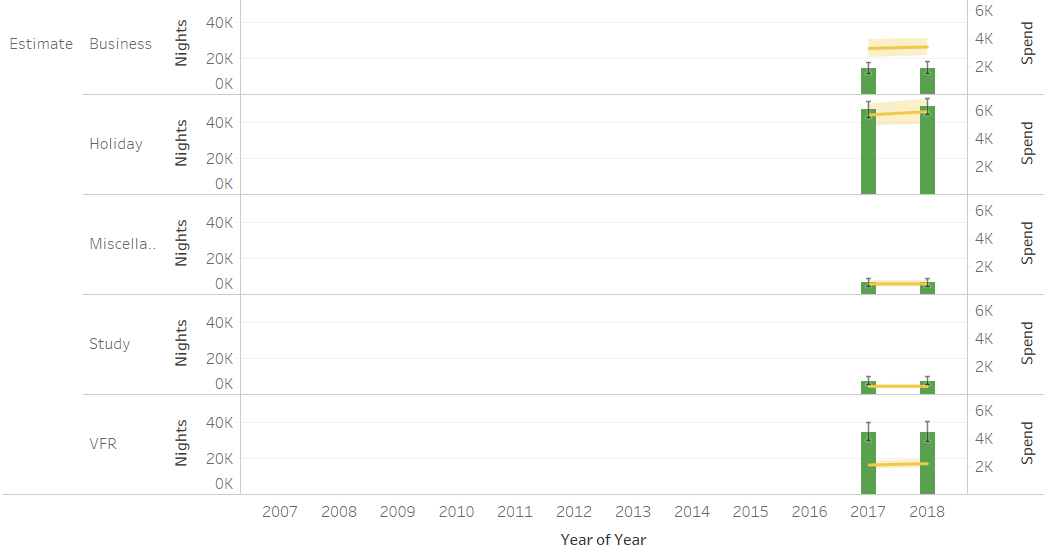 6K
40K
Estimate Business Nights 4K Spend
20K
2K
0K
6K
40K
Holiday Nights 4K Spend
20K
2K
0K
6K
40K
Miscella.. Nights 4K Spend
20K
2K
0K
6K
40K
Study Nights 4K Spend
20K
2K
0K
6K
40K
VFR Nights 4K Spend
20K
2K
0K
2007 2008 2009 2010 2011 2012 2013 2014 2015 2016 2017 2018
Year of Year